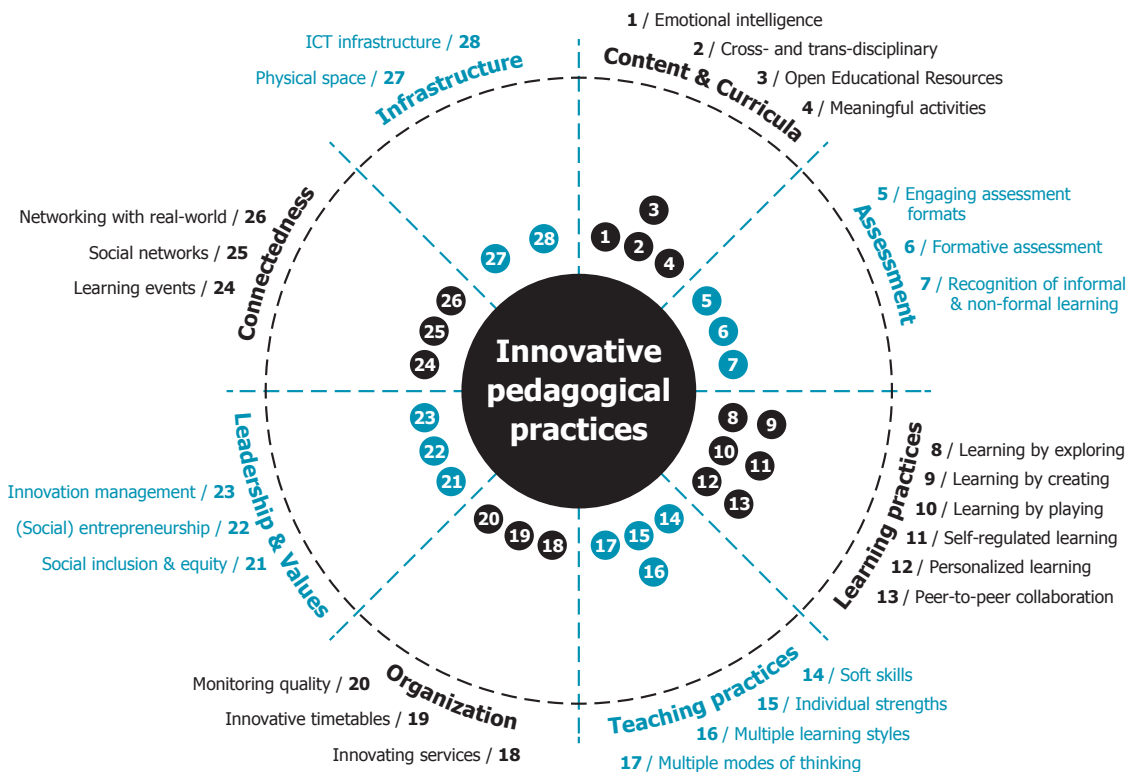 1 / Emotional intelligence
2 / Cross- and trans-disciplinary
3 / Open Educational Resources
4 / Meaningful activities
Content & Curricula
5 / Engaging assessment
formats
6 / Formative assessment
7 / Recognition of informal
& non-formal learning
Assessment
8 / Learning by exploring
9 / Learning by creating
10 / Learning by playing
11 / Self-regulated learning
12 / Personalized learning
13 / Peer-to-peer collaboration
Learning practices
14 / Soft skills
15 / Individual strengths
16 / Multiple learning styles
17 / Multiple modes of thinking
Teaching practices
Organization
Monitoring quality / 20
Innovative timetables / 19
Innovating services / 18
Leadership & Values
Innovation management / 23
(Social) entrepreneurship / 22
Social inclusion & equity / 21
Connectedness
Networking with real-world / 26
Social networks / 25
Learning events / 24
Infrastructure
ICT infrastructure / 28
Physical space / 27
Innovative
pedagogical
practices
1
2
3
4
5
6
7
8
9
10
11
12
13
14
15
16
17
18
19
20
21
22
23
24
25
26
27
28